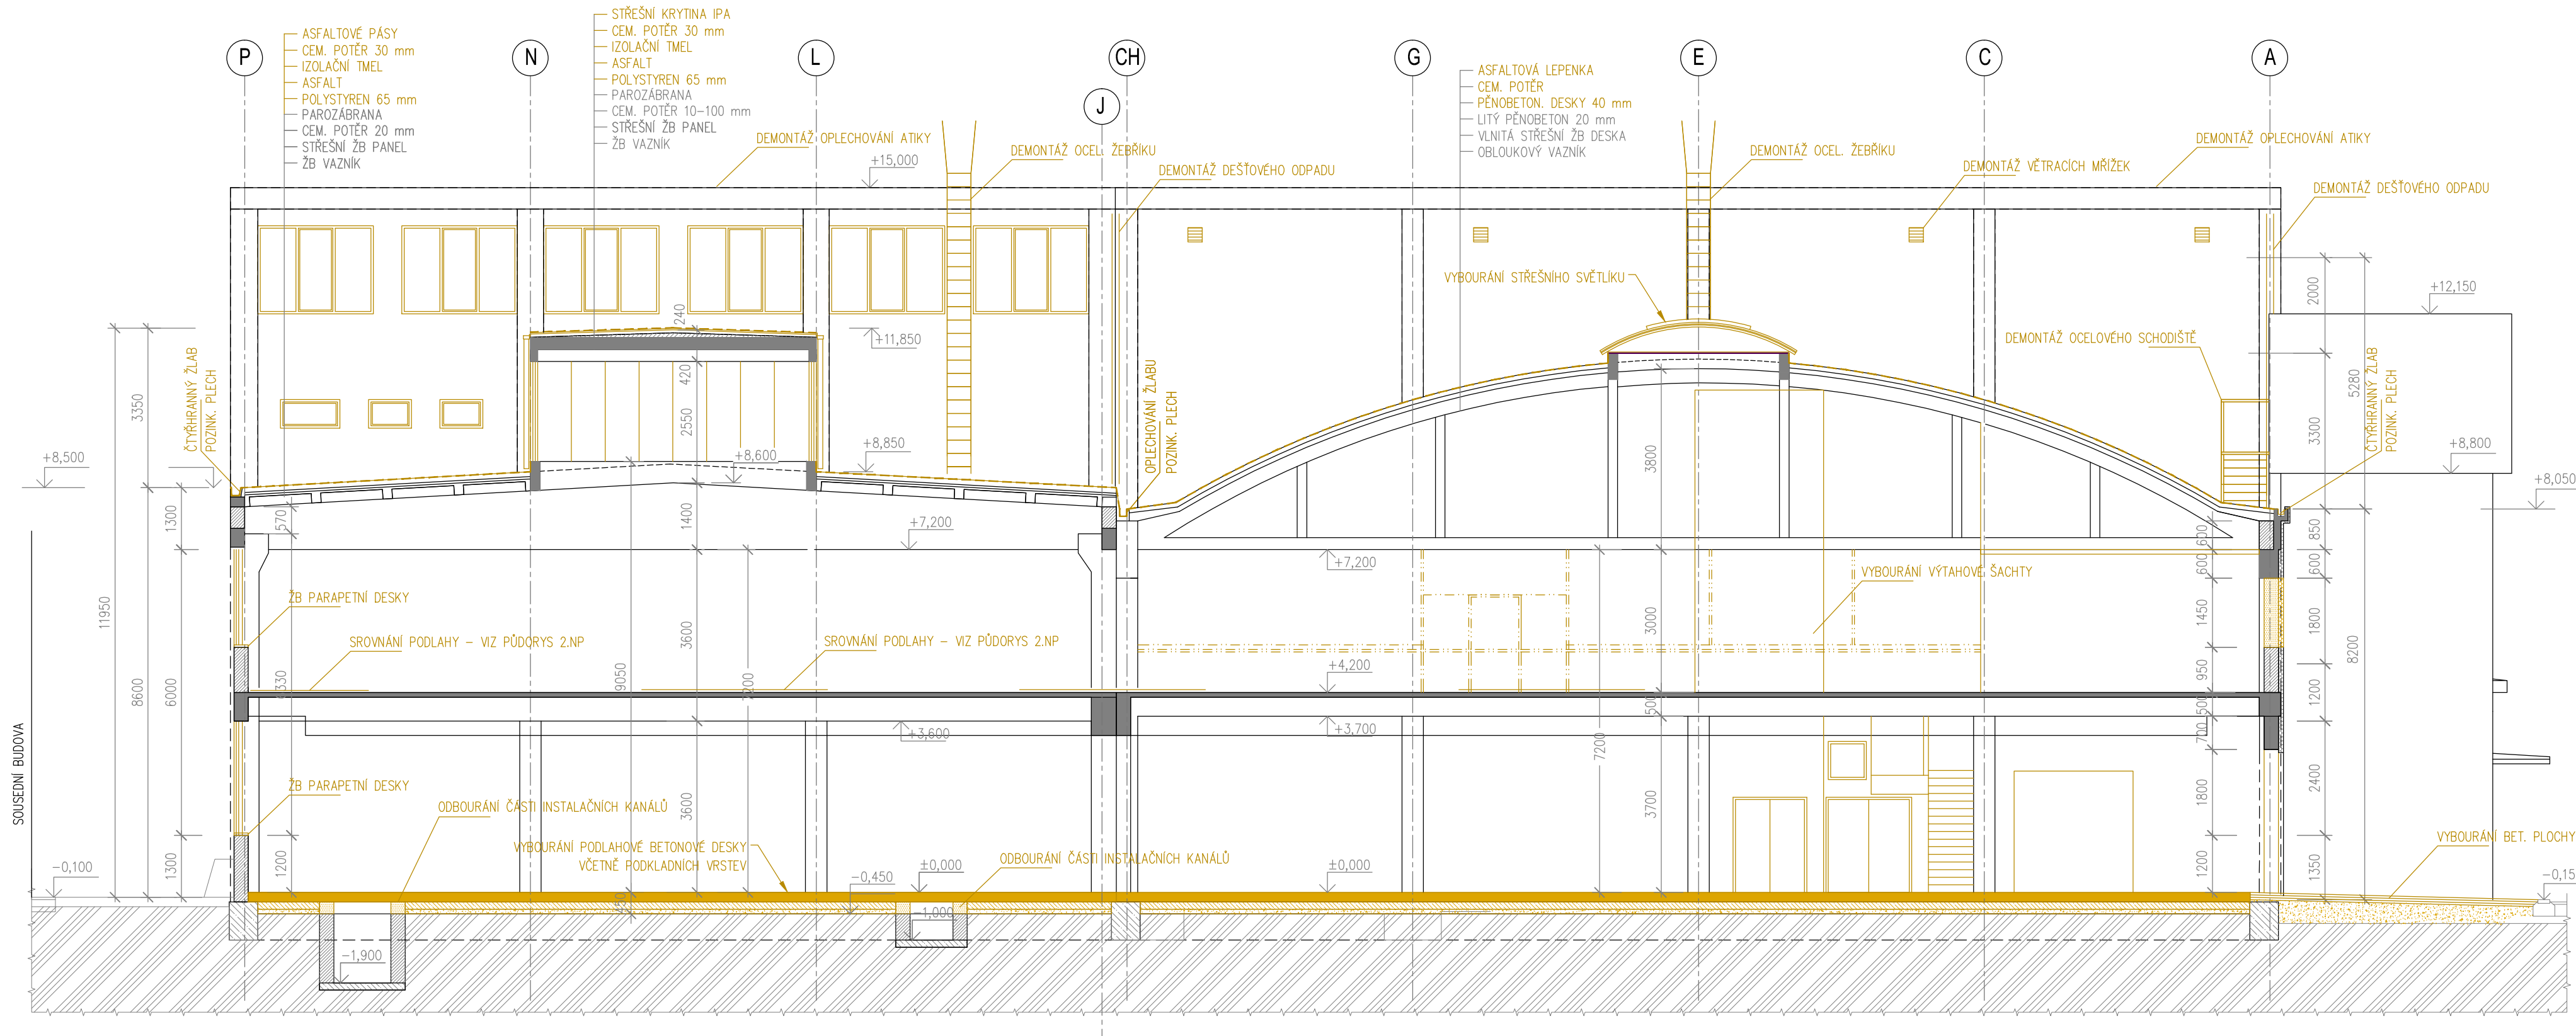 ASFALTOVÉ PÁSY
CEM. POTĚR 30 mm
IZOLAČNÍ TMEL
ASFALT
POLYSTYREN 65 mm
PAROZÁBRANA
CEM. POTĚR 20 mm
STŘEŠNÍ ŽB PANEL
ŽB VAZNÍK
STŘEŠNÍ KRYTINA IPA
CEM. POTĚR 30 mm
IZOLAČNÍ TMEL
ASFALT
POLYSTYREN 65 mm
PAROZÁBRANA
CEM. POTĚR 10-100 mm
STŘEŠNÍ ŽB PANEL
ŽB VAZNÍK
ASFALTOVÁ LEPENKA
CEM. POTĚR
PĚNOBETON. DESKY 40 mm
LITÝ PĚNOBETON 20 mm
VLNITÁ STŘEŠNÍ ŽB DESKA
OBLOUKOVÝ VAZNÍK
P
N
L
CH
J
G
E
C
A
DEMONTÁŽ OPLECHOVÁNÍ ATIKY
+15,000
DEMONTÁŽ OCEL. ŽEBŘÍKU
DEMONTÁŽ DEŠŤOVÉHO ODPADU
DEMONTÁŽ OCEL. ŽEBŘÍKU
DEMONTÁŽ VĚTRACÍCH MŘÍŽEK
DEMONTÁŽ OPLECHOVÁNÍ ATIKY
DEMONTÁŽ DEŠŤOVÉHO ODPADU
VYBOURÁNÍ STŘEŠNÍHO SVĚTLÍKU
DEMONTÁŽ OCELOVÉHO SCHODIŠTĚ
+12,150
+11,850
+8,850
+8,600
+8,500
+8,800
+8,050
ČTYŘHRANNÝ ŽLAB
POZINK. PLECH
OPLECHOVÁNÍ ŽLABU
POZINK. PLECH
ČTYŘHRANNÝ ŽLAB
POZINK. PLECH
+7,200
+7,200
VYBOURÁNÍ VÝTAHOVÉ ŠACHTY
ŽB PARAPETNÍ DESKY
SROVNÁNÍ PODLAHY - VIZ PŮDORYS 2.NP
SROVNÁNÍ PODLAHY - VIZ PŮDORYS 2.NP
+4,200
+3,600
+3,700
ŽB PARAPETNÍ DESKY
ODBOURÁNÍ ČÁSTI INSTALAČNÍCH KANÁLŮ
VYBOURÁNÍ PODLAHOVÉ BETONOVÉ DESKY
VČETNĚ PODKLADNÍCH VRSTEV
ODBOURÁNÍ ČÁSTI INSTALAČNÍCH KANÁLŮ
VYBOURÁNÍ BET. PLOCHY
SOUSEDNÍ BUDOVA
-0,100
-0,450
±0,000
±0,000
-0,15
-1,000
-1,900
11950
3350
8600
1300
6000
1300
570
1200
240
420
2550
1400
3600
3600
9050
450
3800
3000
500
3700
7200
600
600
1450
950
500
700
1800
1200
2000
3300
850
600
1800
1200
2400
1350
5280
8200